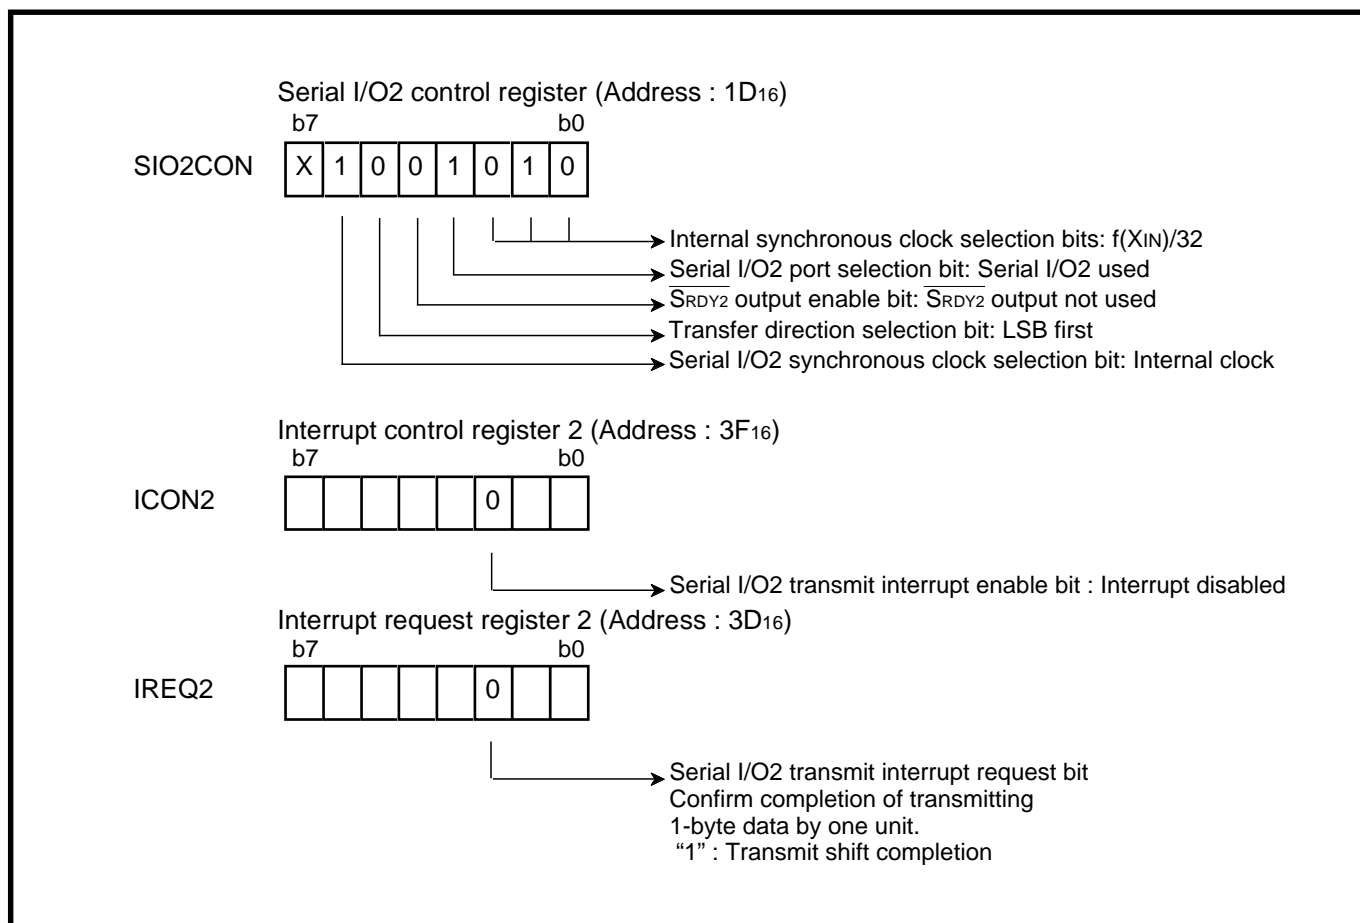 Serial I/O2 control register (Address : 1D16)
b7 b0
SIO2CON X 1 0 0 1 0 1 0
Internal synchronous clock selection bits: f(XIN)/32
Serial I/O2 port selection bit: Serial I/O2 used
SRDY2 output enable bit: SRDY2 output not used
Transfer direction selection bit: LSB first
Serial I/O2 synchronous clock selection bit: Internal clock
Interrupt control register 2 (Address : 3F16)
b7 b0
ICON2 0
Serial I/O2 transmit interrupt enable bit : Interrupt disabled
Interrupt request register 2 (Address : 3D16)
b7 b0
IREQ2 0
Serial I/O2 transmit interrupt request bit
Confirm completion of transmitting
1-byte data by one unit.
“1” : Transmit shift completion